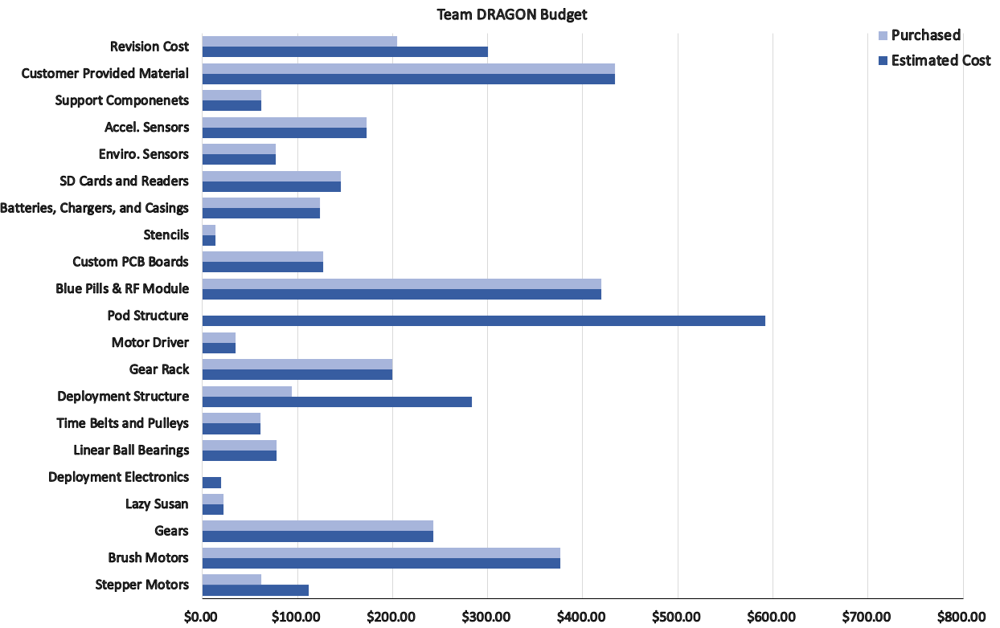 Team DRAGON Budget
Purchased
Estimated Cost
Revision Cost
Customer Provided Material
Support Componenets
Accel. Sensors
Enviro. Sensors
SD Cards and Readers
Batteries, Chargers, and Casings
Stencils
Custom PCB Boards
Blue Pills & RF Module
Pod Structure
Motor Driver
Gear Rack
Deployment Structure
Time Belts and Pulleys
Linear Ball Bearings
Deployment Electronics
Lazy Susan
Gears
Brush Motors
Stepper Motors
$0.00 $100.00 $200.00 $300.00 $400.00 $500.00 $600.00 $700.00 $800.00